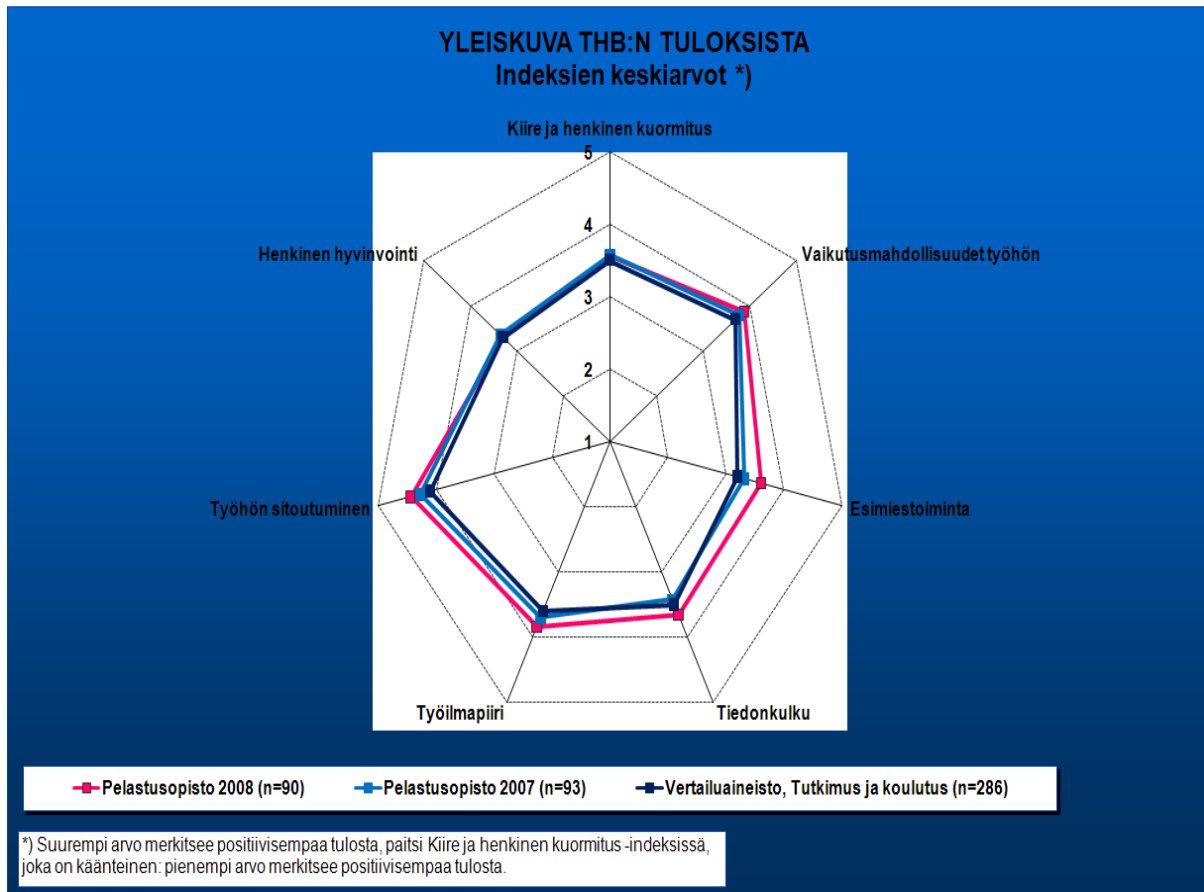 YLEISKUVA THB:N TULOKSISTA
Indeksien keskiarvot *)
Kiire ja henkinen kuormitus
5
4
3
2
1
Henkinen hyvinvointi
Vaikutusmahdollisuudet työhön
Työhön sitoutuminen
Esimiestoiminta
Työilmapiiri
Tiedonkulku
Pelastusopisto 2008 (n=90)
Pelastusopisto 2007 (n=93)
Vertailuaineisto, Tutkimus ja koulutus (n=286)
*) Suurempi arvo merkitsee positiivisempaa tulosta, paitsi Kiire ja henkinen kuormitus -indeksissä,
joka on käänteinen: pienempi arvo merkitsee positiivisempaa tulosta.